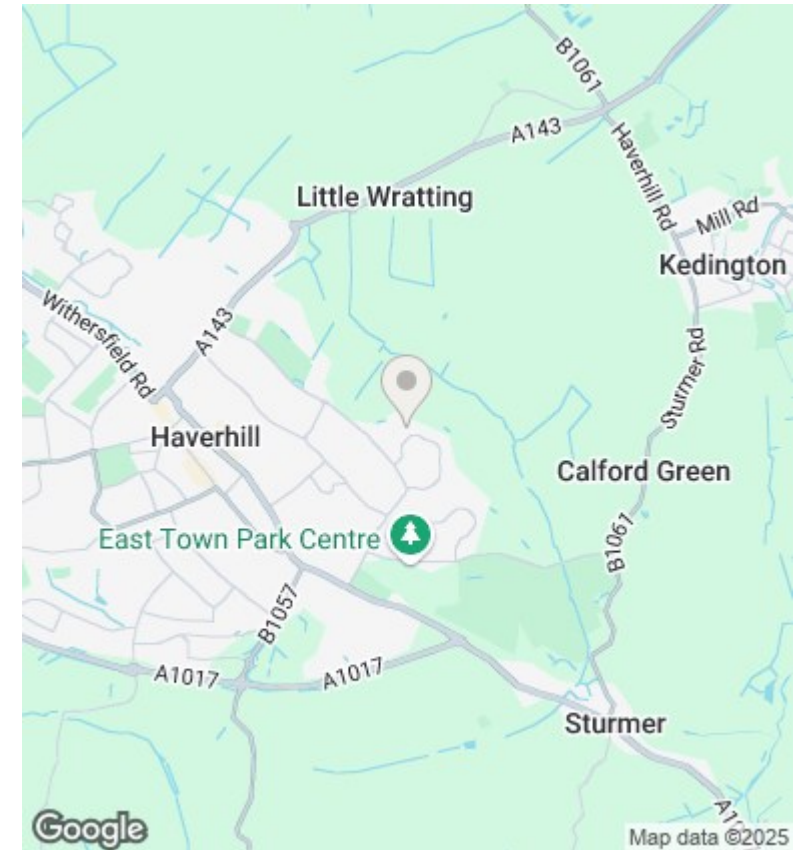 B1061
A143
Haverhill Rd
Little Wratting
Mill Rd
Kedington
Withersfield Rd
A143
Sturmer Rd
Haverhill
Calford Green
East Town Park Centre
B1061
B1057
A1017
A1017
Sturmer
Google
Map data ©2025